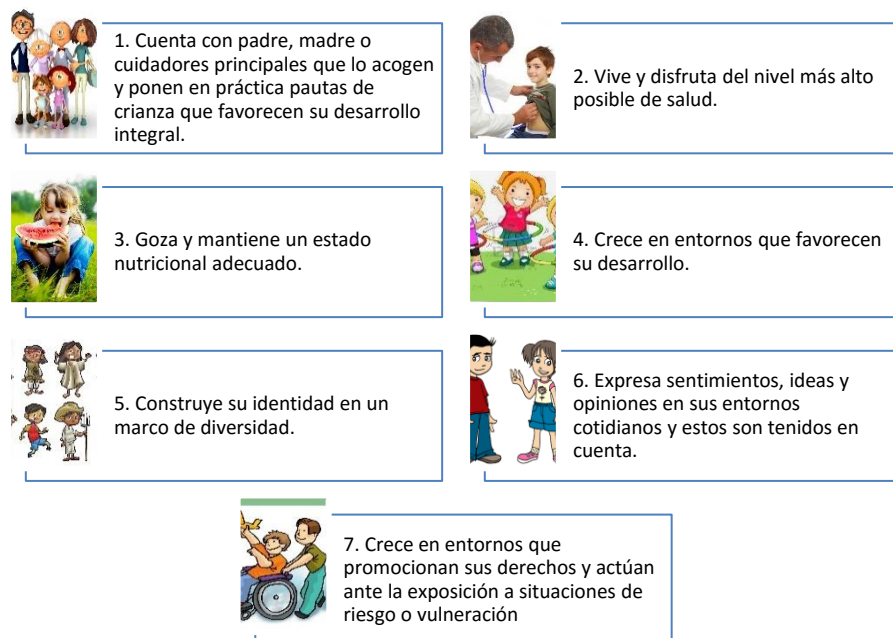 1. Cuenta con padre, madre o
cuidadores principales que lo acogen
y ponen en práctica pautas de
crianza que favorecen su desarrollo
integral.
2. Vive y disfruta del nivel más alto
posible de salud.
3. Goza y mantiene un estado
nutricional adecuado.
4. Crece en entornos que favorecen
su desarrollo.
5. Construye su identidad en un
marco de diversidad.
6. Expresa sentimientos, ideas y
opiniones en sus entornos
cotidianos y estos son tenidos en
cuenta.
7. Crece en entornos que
promocionan sus derechos y actúan
ante la exposición a situaciones de
riesgo o vulneración